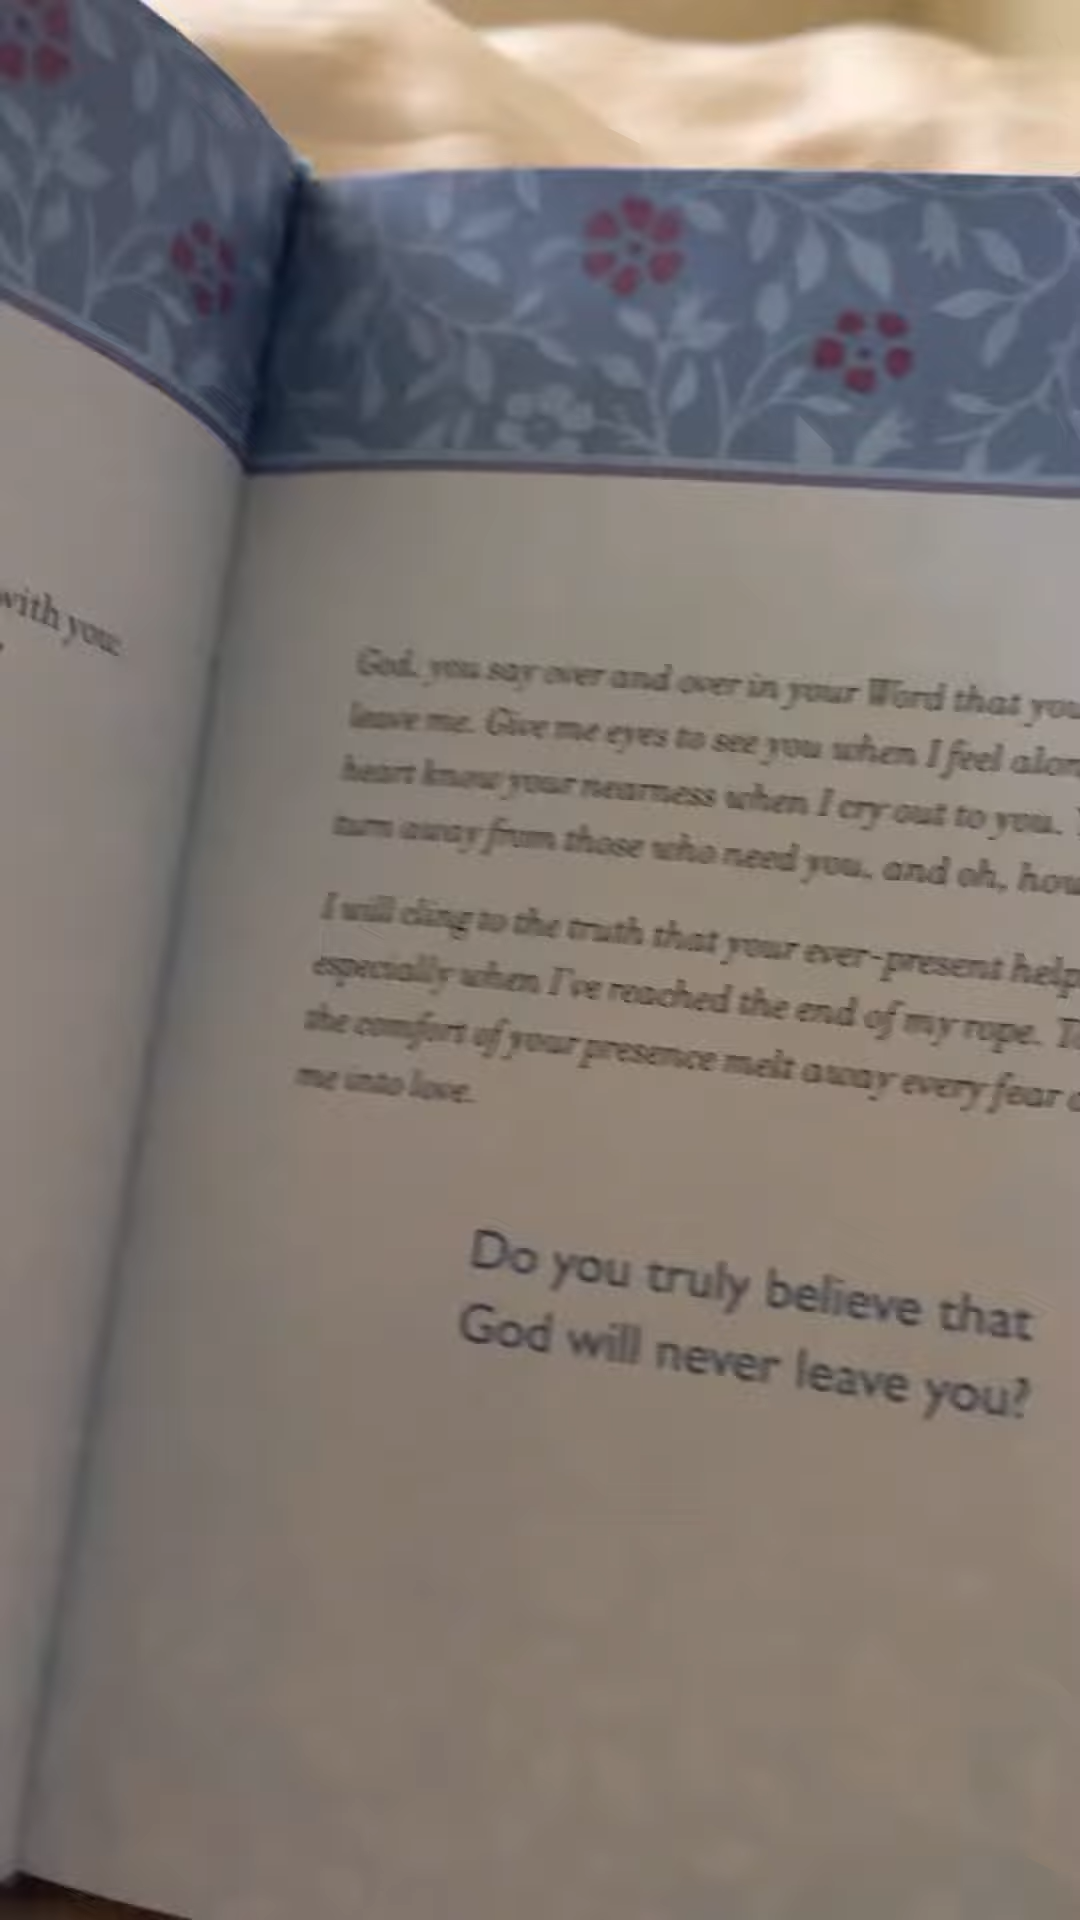 with you:
God, you say over and over in your Word that you
leave me. Give me eyes to see you when I feel alon
heart know your nearness when I cry out to you.
turn away from those who need you, and oh, how
I will cling to the truth that your ever-present help
especially when I've reached the end of my rope. To
the comfort of your presence melt away every fear
me into love.
Do you truly believe that
God will never leave you?